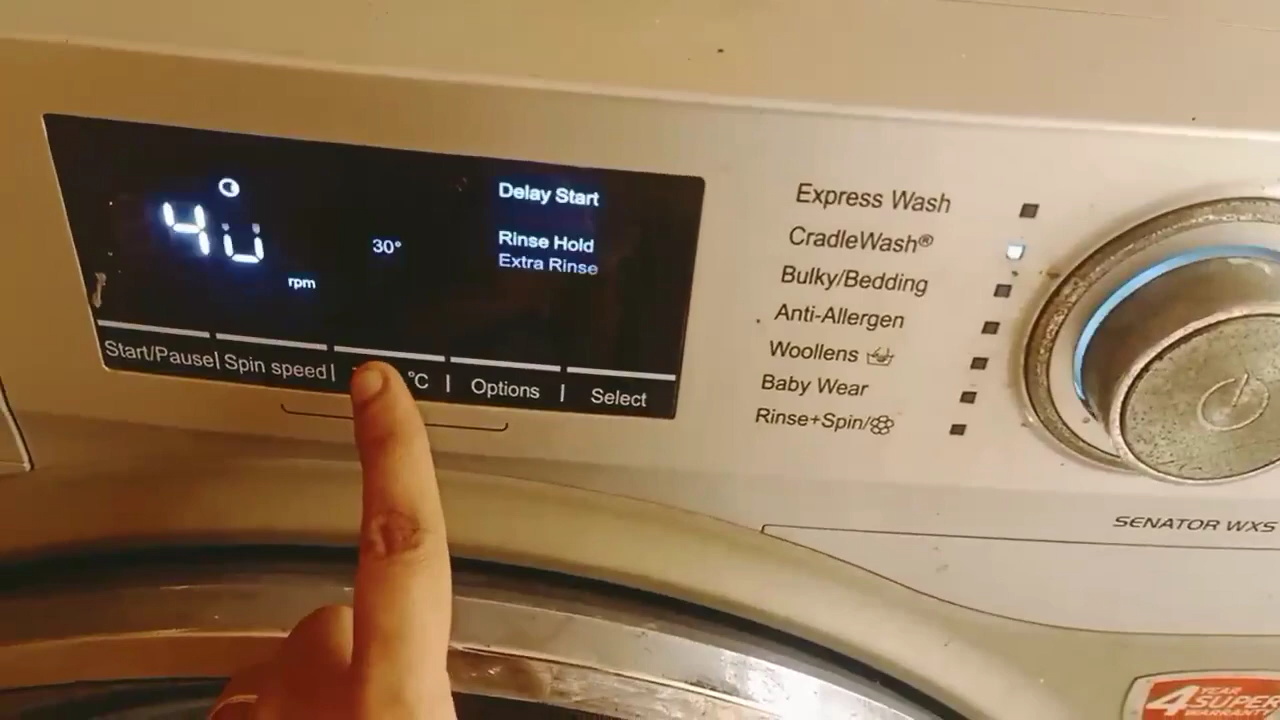 Delay Start
Rinse Hold
30°
Extra Rinse
rpm
Start/Pause| Spin speed| °C | Options | Select
Express Wash
CradleWash®
Bulky/Bedding
Anti-Allergen
Woollens
Baby Wear
Rinse+Spin/
SENATOR WXS
4 YEAR
SUPER
WARRANTY